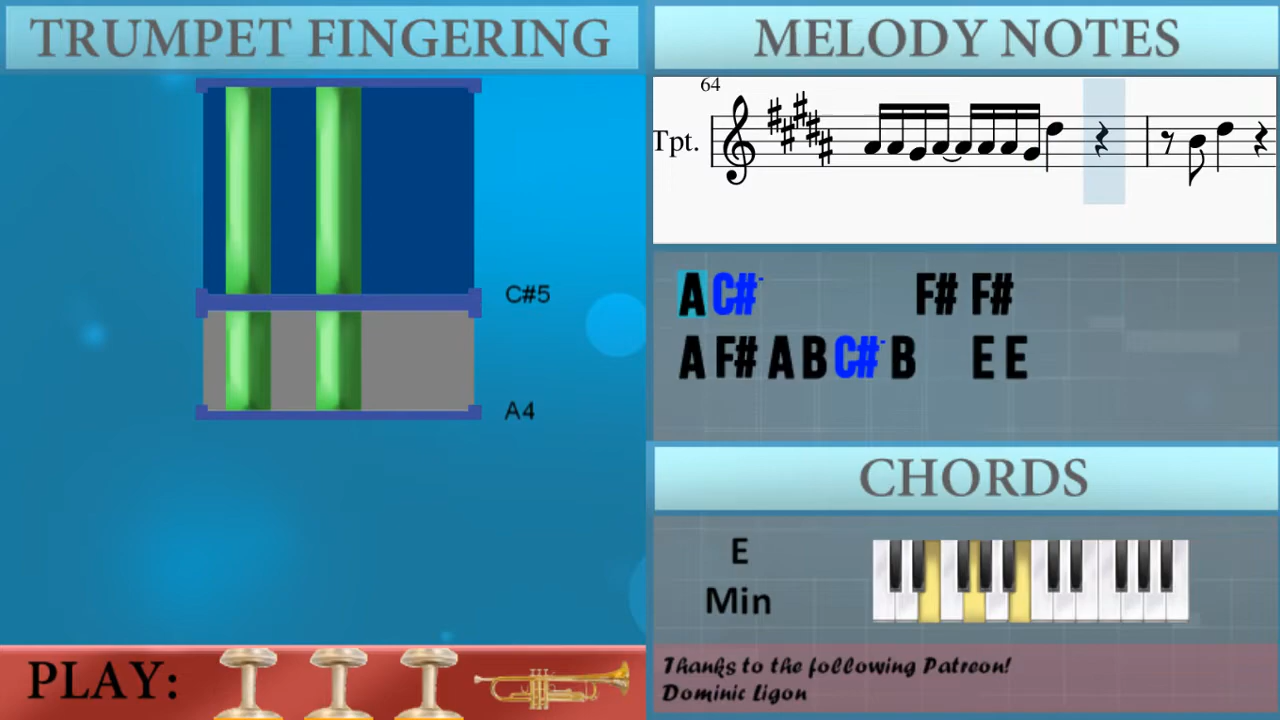 TRUMPET FINGERING
C#5
A4
PLAY:
MELODY NOTES
64
Tpt.
A C#- F# F#
A F# A B C#- B E E
CHORDS
E
Min
Thanks to the following Patreon!
Dominic Ligon